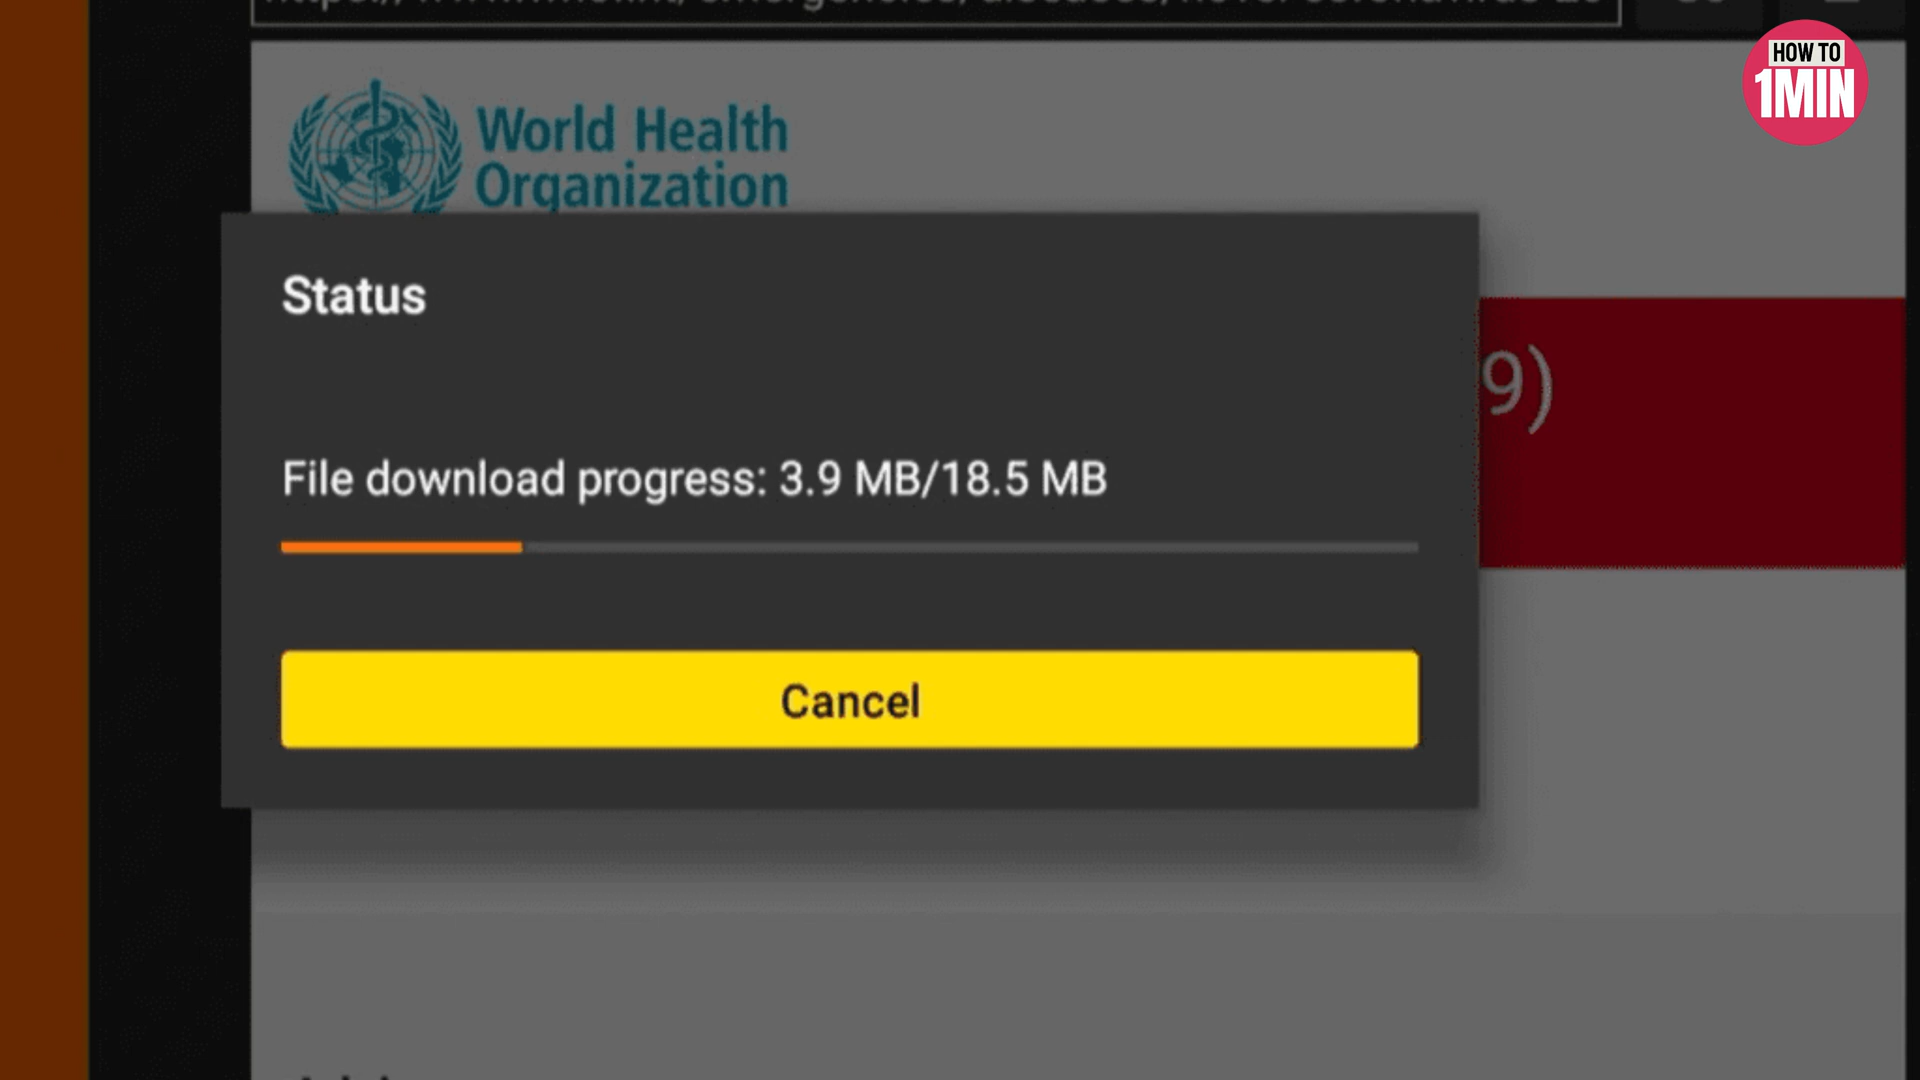 HOW TO
1MIN
World Health
Organization
Status
9)
File download progress: 3.9 MB/18.5 MB
Cancel